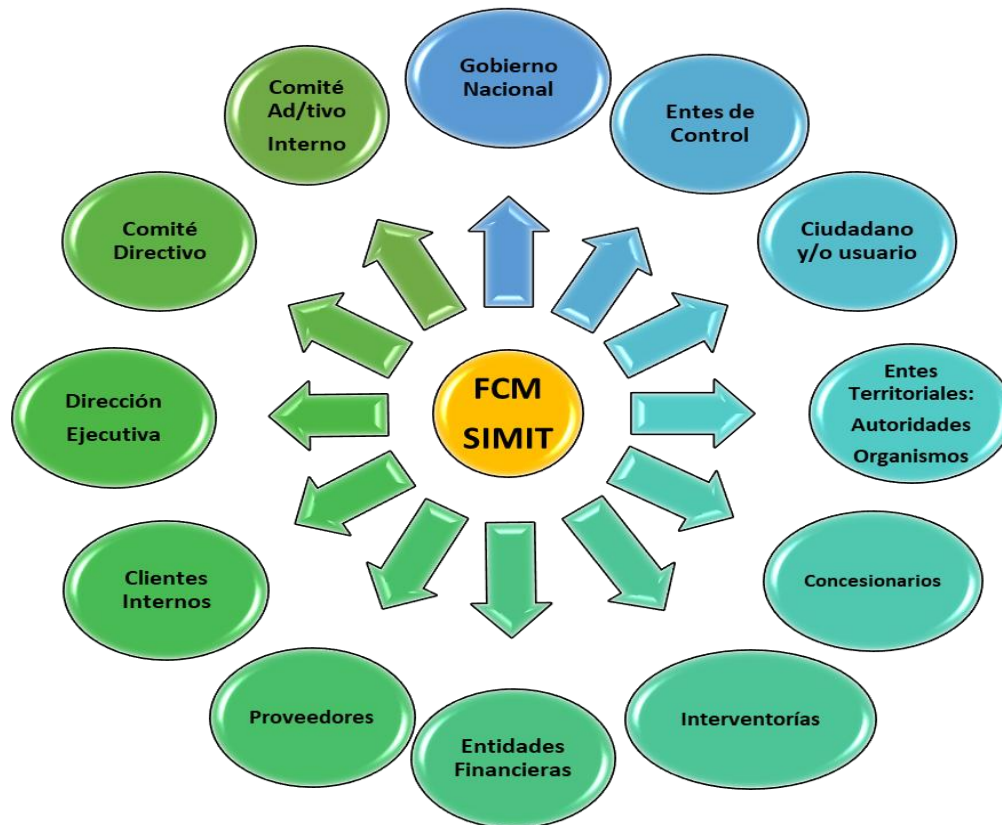 Gobierno
Nacional
Entes de
Control
Ciudadano
y/o usuario
Entes
Territoriales:
Autoridades
Organismos
Concesionarios
Interventorías
Entidades
Financieras
Proveedores
Clientes
Internos
Dirección
Ejecutiva
Comité
Directivo
Comité
Ad/tivo
Interno
FCM
SIMIT